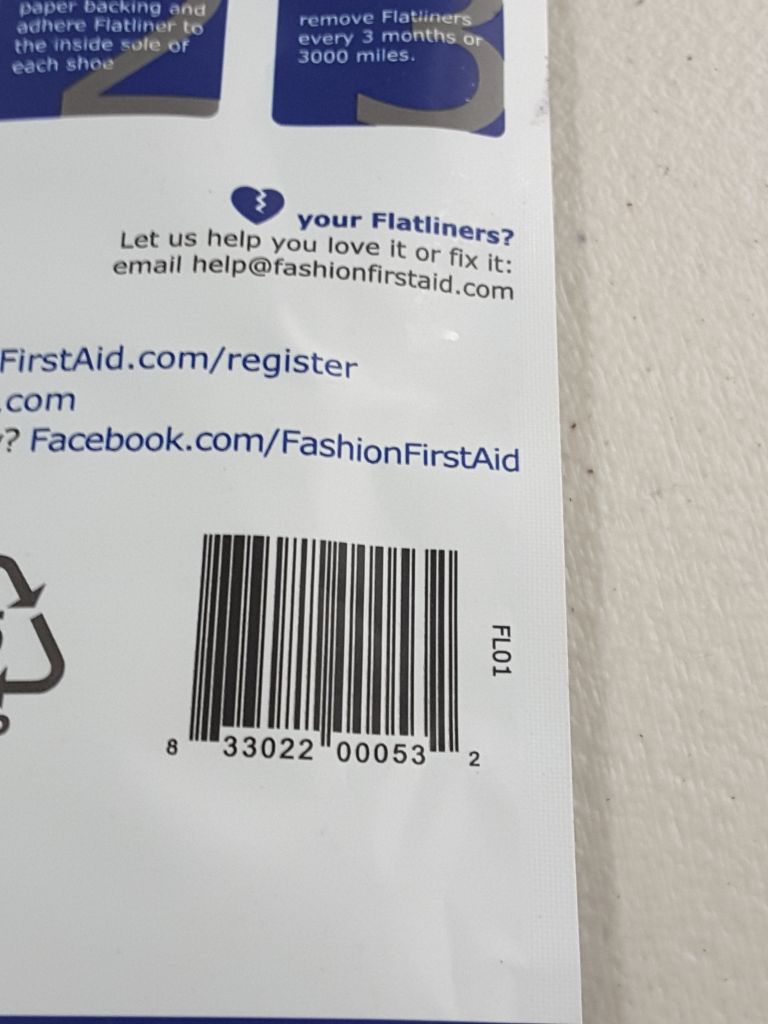 paper backing and
adhere Flatliner to
the inside sole of
each shoe
2
remove Flatliners
every 3 months or
3000 miles.
3
your Flatliners?
Let us help you love it or fix it:
email help@fashionfirstaid.com
FirstAid.com/register
.com
? Facebook.com/FashionFirstAid
FL01
8 33022 00053 2